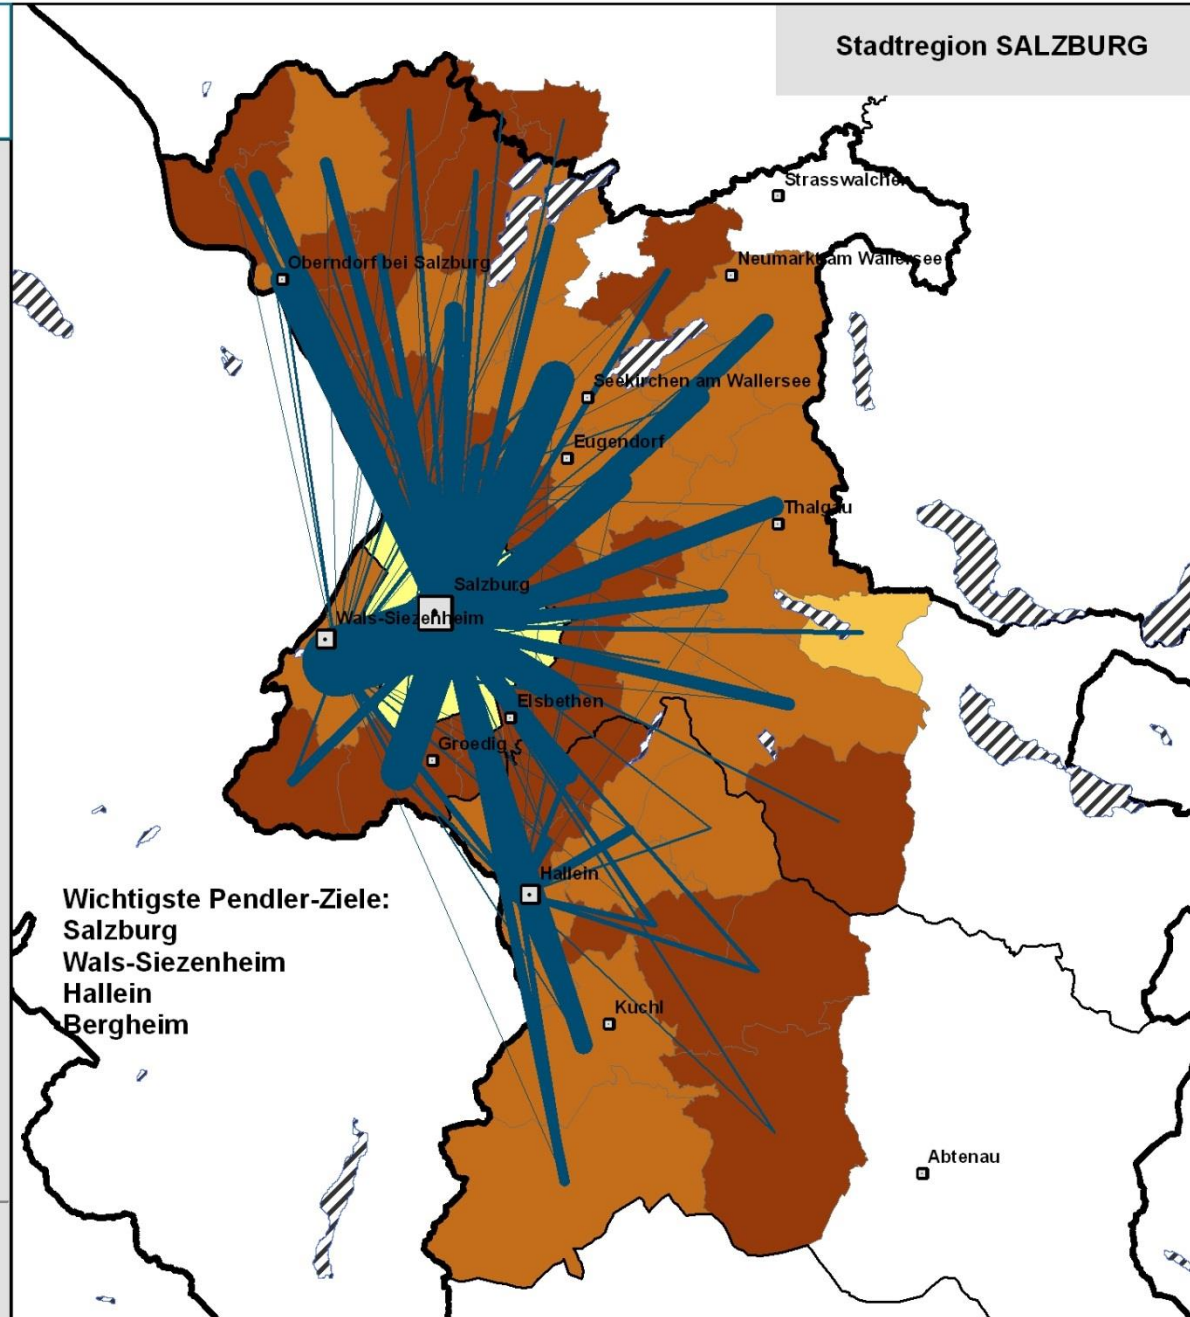 Stadtregion SALZBURG
Strasswalchen
Neumarkt am Wallersee
Oberndorf bei Salzburg
Seekirchen am Wallersee
Eugendorf
Thalgau
Salzburg
Wals-Siezenheim
Elsbethen
Groedig
Hallein
Wichtigste Pendler-Ziele:
Salzburg
Wals-Siezenheim
Hallein
Bergheim
Kuchl
Abtenau